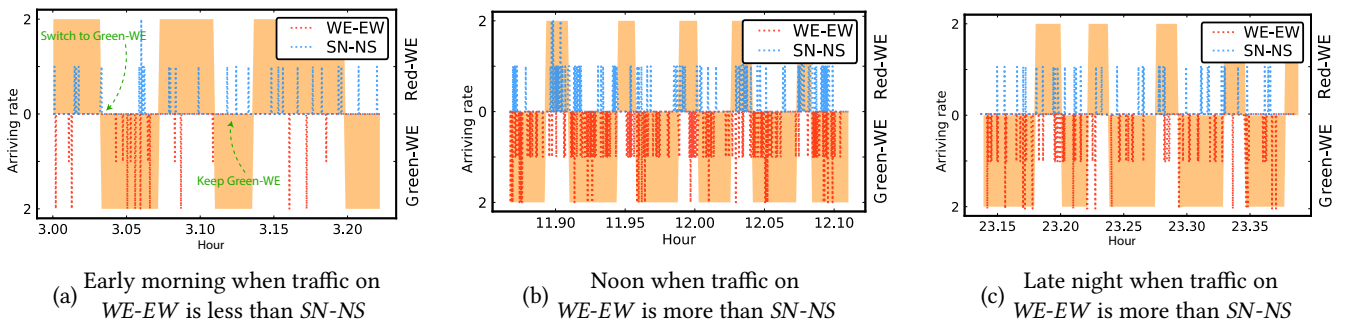 (a)
2
0
2
Arriving rate
Switch to Green-WE
Keep Green-WE
WE-EW
SN-NS
Red-WE
Green-WE
3.00
3.05
3.10
3.15
3.20
Hour
(b)
2
0
2
Arriving rate
WE-EW
SN-NS
Red-WE
Green-WE
11.90
11.95
12.00
12.05
12.10
Hour
(c)
2
0
2
Arriving rate
WE-EW
SN-NS
Red-WE
Green-WE
23.15
23.20
23.25
23.30
23.35
Hour
(a) Early morning when traffic on
WE-EW is less than SN-NS
(b) Noon when traffic on
WE-EW is more than SN-NS
(c) Late night when traffic on
WE-EW is more than SN-NS